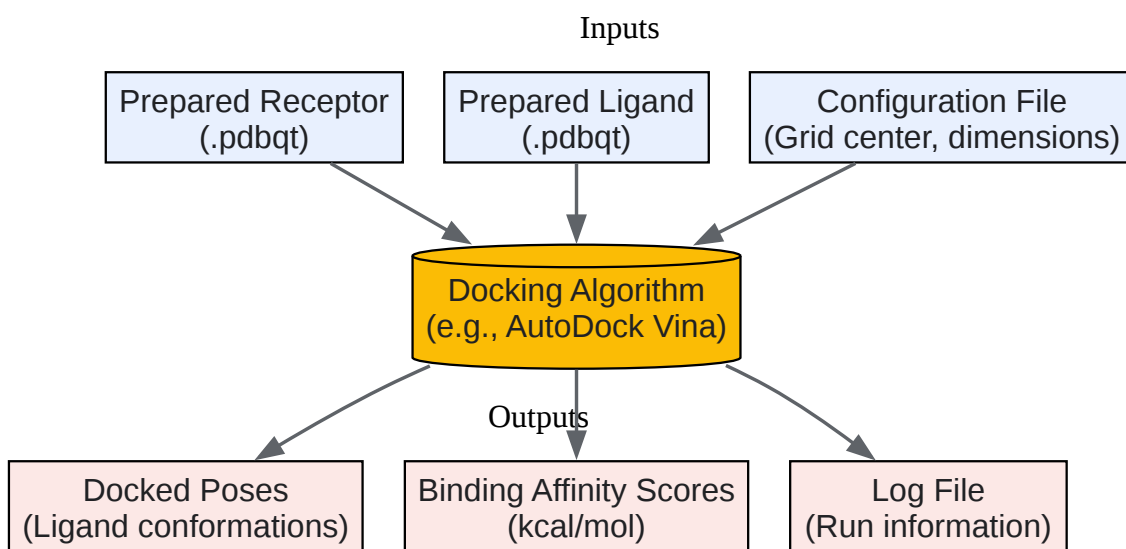 Inputs
Prepared Receptor
(.pdbqt)
Prepared Ligand
(.pdbqt)
Configuration File
(Grid center, dimensions)
Docking Algorithm
(e.g., AutoDock Vina)
Outputs
Docked Poses
(Ligand conformations)
Binding Affinity Scores
(kcal/mol)
Log File
(Run information)